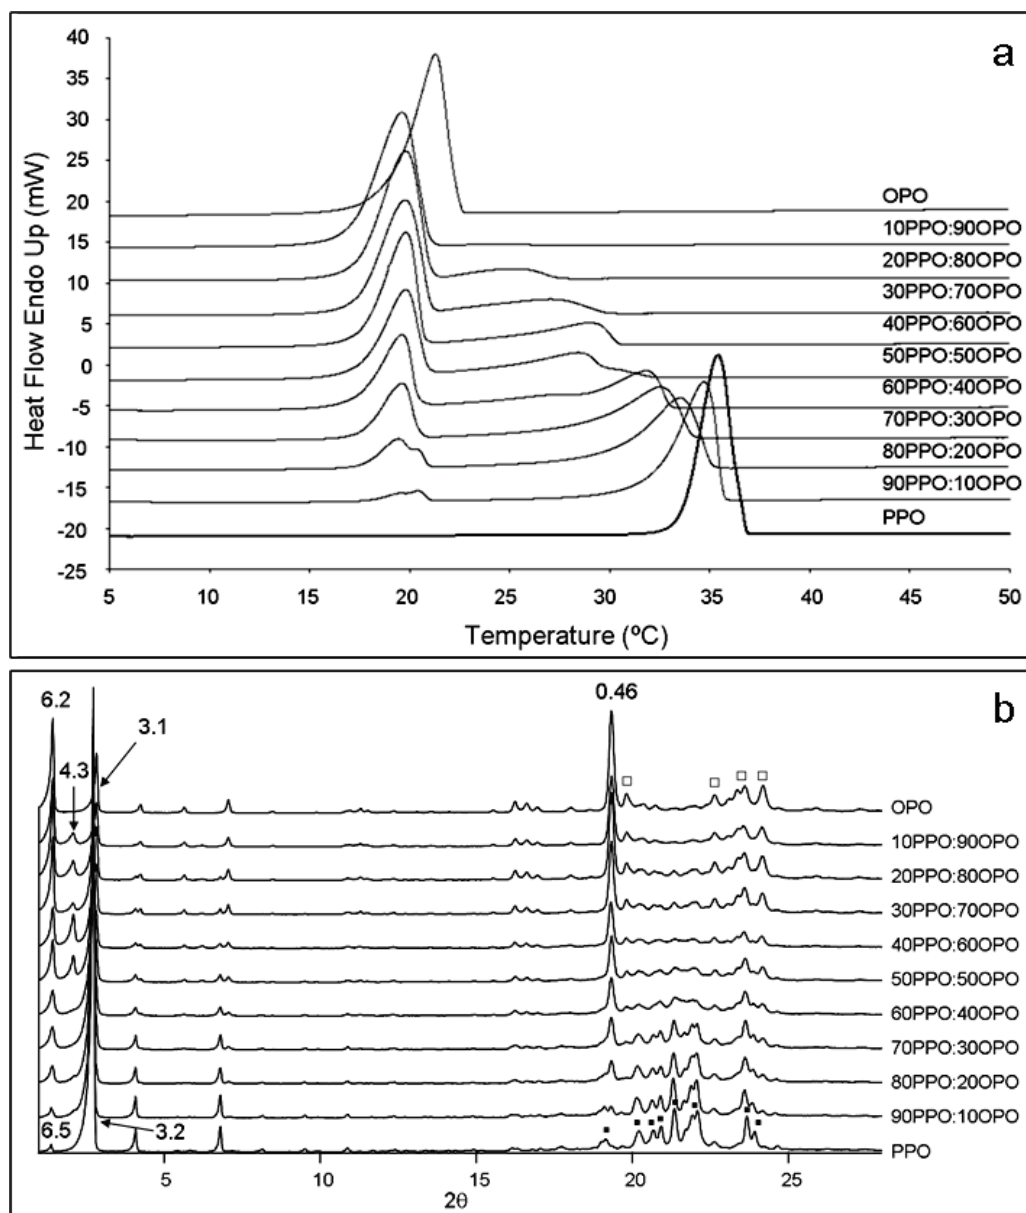 a
40
35
30
25
20
15
10
5
0
-5
-10
-15
-20
-25
Heat Flow Endo Up (mW)
OPO
10PPO:90OPO
20PPO:80OPO
30PPO:70OPO
40PPO:60OPO
50PPO:50OPO
60PPO:40OPO
70PPO:30OPO
80PPO:20OPO
90PPO:10OPO
PPO
5 10 15 20 25 30 35 40 45 50
Temperature (ºC)
b
6.2
4.3
3.1
0.46
OPO
10PPO:90OPO
20PPO:80OPO
30PPO:70OPO
40PPO:60OPO
50PPO:50OPO
60PPO:40OPO
70PPO:30OPO
80PPO:20OPO
90PPO:10OPO
6.5
3.2
PPO
5 10 15 20 25
2θ